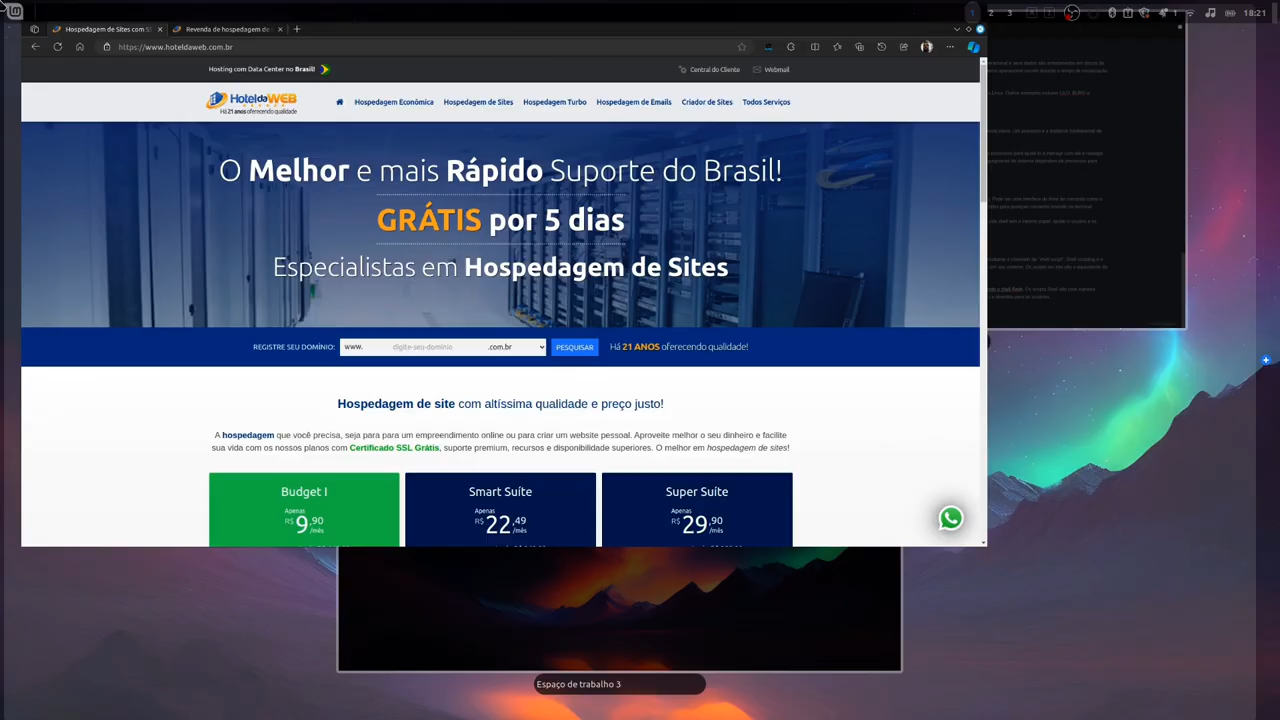 1 2 3 1 18:21
Hospedagem de Sites com SS
Revenda de hospedagem de
https://www.hoteldaweb.com.br
Hosting com Data Center no Brasil!
Central do Cliente
Webmail
HoteldaWEB
Há 21 anos oferecendo qualidade
Hospedagem Econômica
Hospedagem de Sites
Hospedagem Turbo
Hospedagem de Emails
Criador de Sites
Todos Serviços
O Melhor e mais Rápido Suporte do Brasil!
GRÁTIS por 5 dias
Especialistas em Hospedagem de Sites
REGISTRE SEU DOMÍNIO: www. digite-seu-domínio .com.br PESQUISAR Há 21 ANOS oferecendo qualidade!
Hospedagem de site com altíssima qualidade e preço justo!
A hospedagem que você precisa, seja para para um empreendimento online ou para criar um website pessoal. Aproveite melhor o seu dinheiro e facilite
sua vida com os nossos planos com Certificado SSL Grátis, suporte premium, recursos e disponibilidade superiores. O melhor em hospedagem de sites!
Budget I
Apenas
R$ 9,90 /mês
Smart Suíte
Apenas
R$ 22,49 /mês
Super Suíte
Apenas
R$ 29,90 /mês
Espaço de trabalho 3